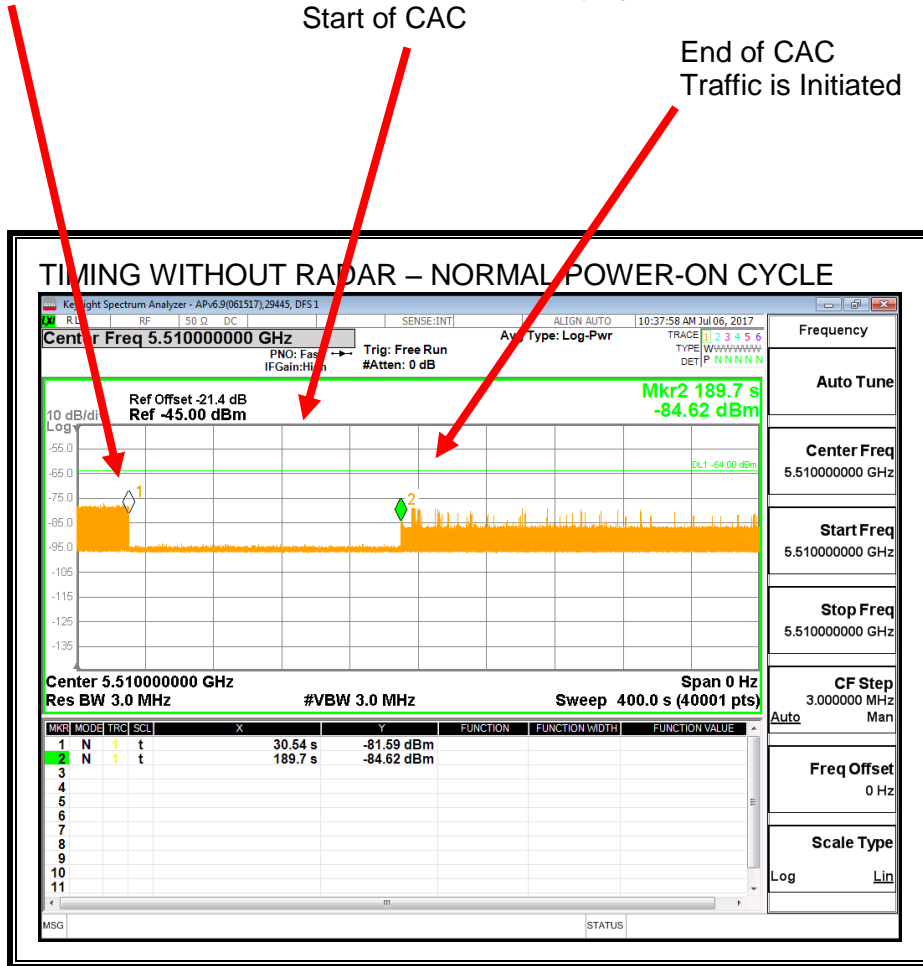 Start of CAC
End of CAC
Traffic is Initiated
TIMING WITHOUT RADAR – NORMAL POWER-ON CYCLE
Keysight Spectrum Analyzer - APv6.9(061517),29445, DFS 1
RL RF 50 Ω DC SENSE:INT ALIGN AUTO 10:37:58 AM Jul 06, 2017
Center Freq 5.510000000 GHz
PNO: Fast
IFGain:High
Trig: Free Run
#Atten: 0 dB
Avg Type: Log-Pwr
TRACE 1 2 3 4 5 6
TYPE WWWWWW
DET P N N N N N
Ref Offset -21.4 dB
10 dB/div Ref -45.00 dBm
Log
Mkr2 189.7 s
-84.62 dBm
-55.0
DL1 -64.00 dBm
-65.0
-75.0
1
2
-85.0
-95.0
-105
-115
-125
-135
Center 5.510000000 GHz Span 0 Hz
Res BW 3.0 MHz #VBW 3.0 MHz Sweep 400.0 s (40001 pts)
MKR MODE TRC SCL X Y FUNCTION FUNCTION WIDTH FUNCTION VALUE
1 N 1 t 30.54 s -81.59 dBm
2 N 1 t 189.7 s -84.62 dBm
3
4
5
6
7
8
9
10
11
MSG STATUS
Frequency
Auto Tune
Center Freq
5.510000000 GHz
Start Freq
5.510000000 GHz
Stop Freq
5.510000000 GHz
CF Step
3.000000 MHz
Auto Man
Freq Offset
0 Hz
Scale Type
Log Lin